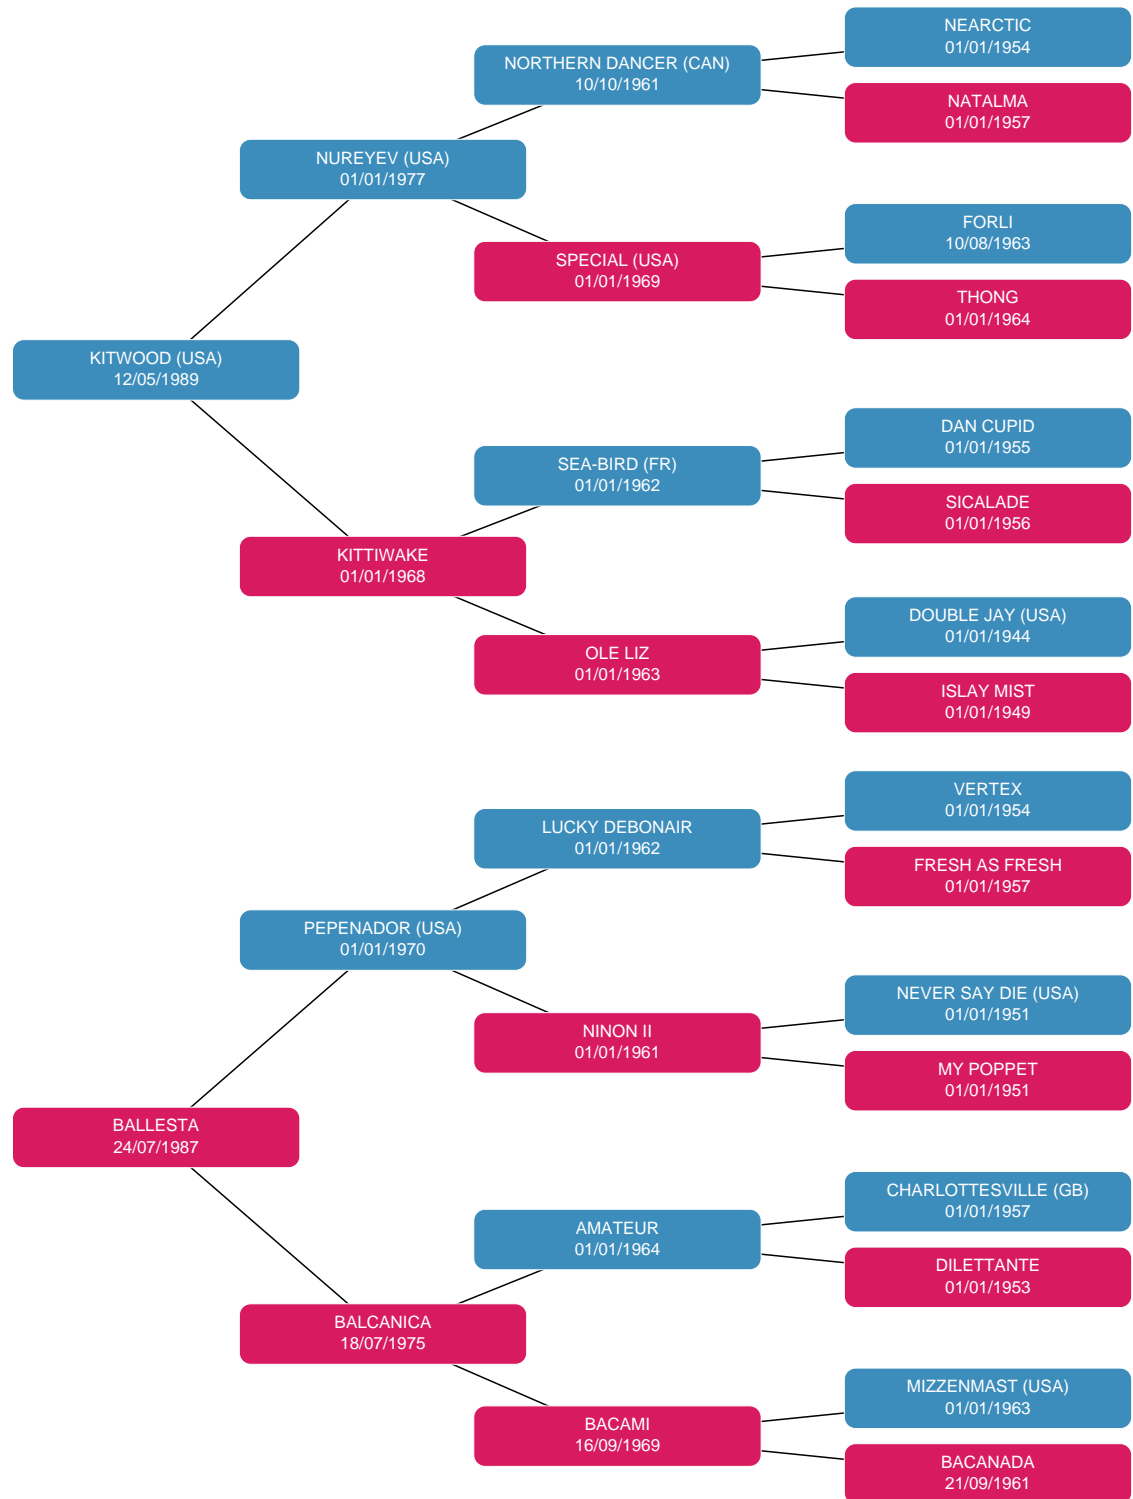 NEARCTIC
01/01/1954
NORTHERN DANCER (CAN)
10/10/1961
NATALMA
01/01/1957
NUREYEV (USA)
01/01/1977
FORLI
10/08/1963
SPECIAL (USA)
01/01/1969
THONG
01/01/1964
KITWOOD (USA)
12/05/1989
DAN CUPID
01/01/1955
SEA-BIRD (FR)
01/01/1962
SICALADE
01/01/1956
KITTIWAKE
01/01/1968
DOUBLE JAY (USA)
01/01/1944
OLE LIZ
01/01/1963
ISLAY MIST
01/01/1949
VERTEX
01/01/1954
LUCKY DEBONAIR
01/01/1962
FRESH AS FRESH
01/01/1957
PEPENADOR (USA)
01/01/1970
NEVER SAY DIE (USA)
01/01/1951
NINON II
01/01/1961
MY POPPET
01/01/1951
BALLESTA
24/07/1987
CHARLOTTESVILLE (GB)
01/01/1957
AMATEUR
01/01/1964
DILETTANTE
01/01/1953
BALCANICA
18/07/1975
MIZZENMAST (USA)
01/01/1963
BACAMI
16/09/1969
BACANADA
21/09/1961